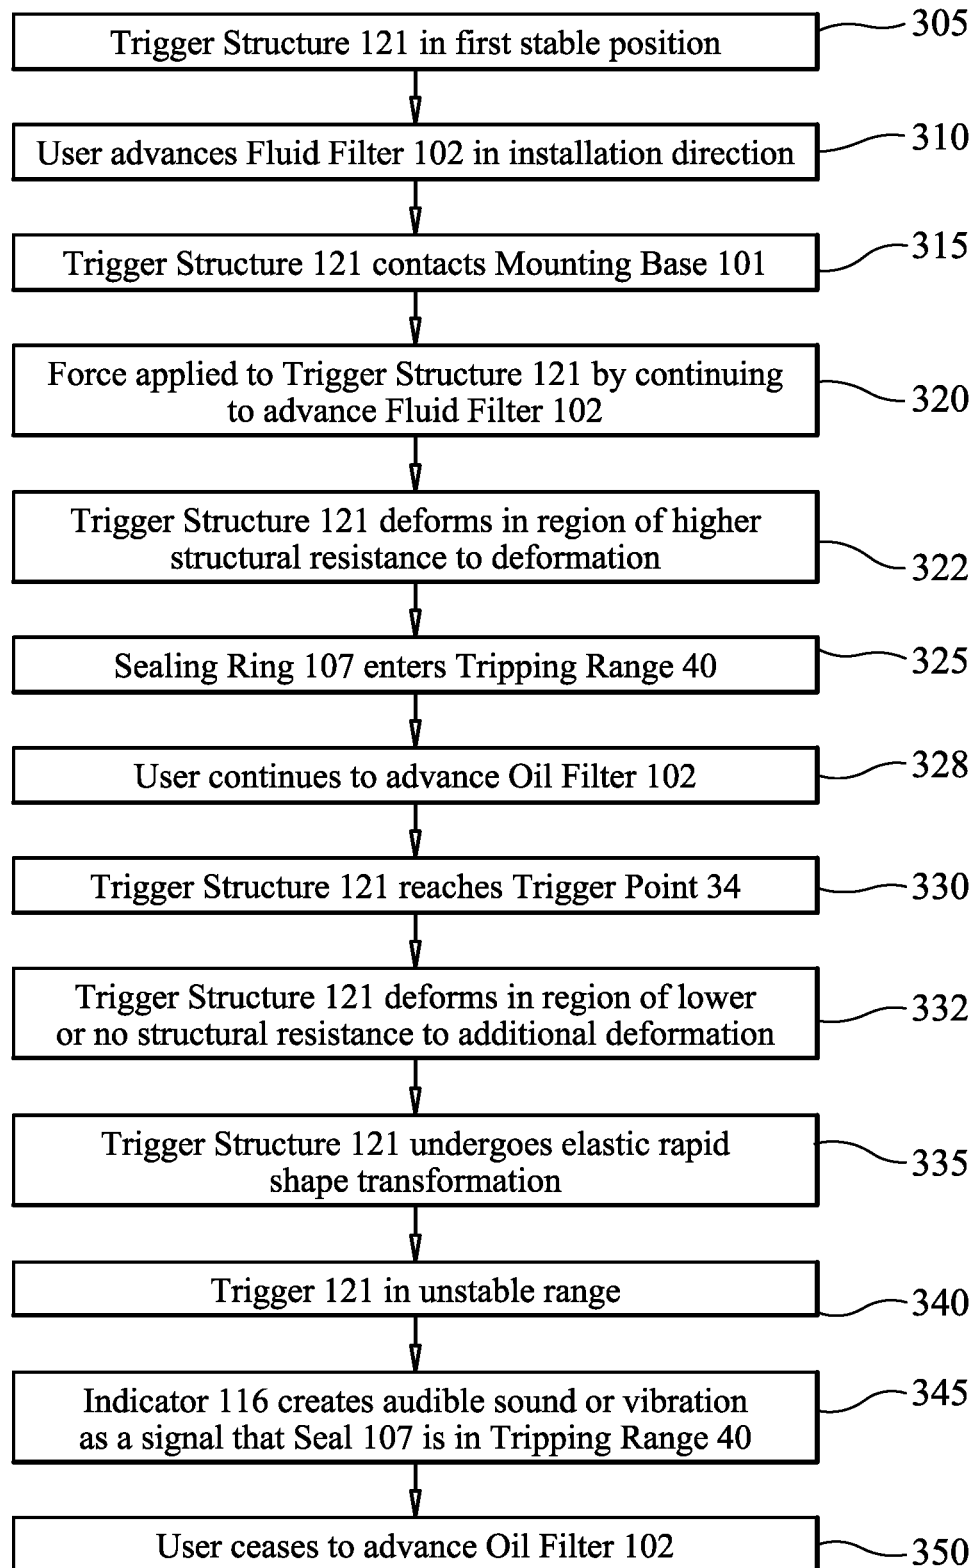 Trigger Structure 121 in first stable position
305
User advances Fluid Filter 102 in installation direction
310
Trigger Structure 121 contacts Mounting Base 101
315
Force applied to Trigger Structure 121 by continuing
to advance Fluid Filter 102
320
Trigger Structure 121 deforms in region of higher
structural resistance to deformation
322
Sealing Ring 107 enters Tripping Range 40
325
User continues to advance Oil Filter 102
328
Trigger Structure 121 reaches Trigger Point 34
330
Trigger Structure 121 deforms in region of lower
or no structural resistance to additional deformation
332
Trigger Structure 121 undergoes elastic rapid
shape transformation
335
Trigger 121 in unstable range
340
Indicator 116 creates audible sound or vibration
as a signal that Seal 107 is in Tripping Range 40
345
User ceases to advance Oil Filter 102
350